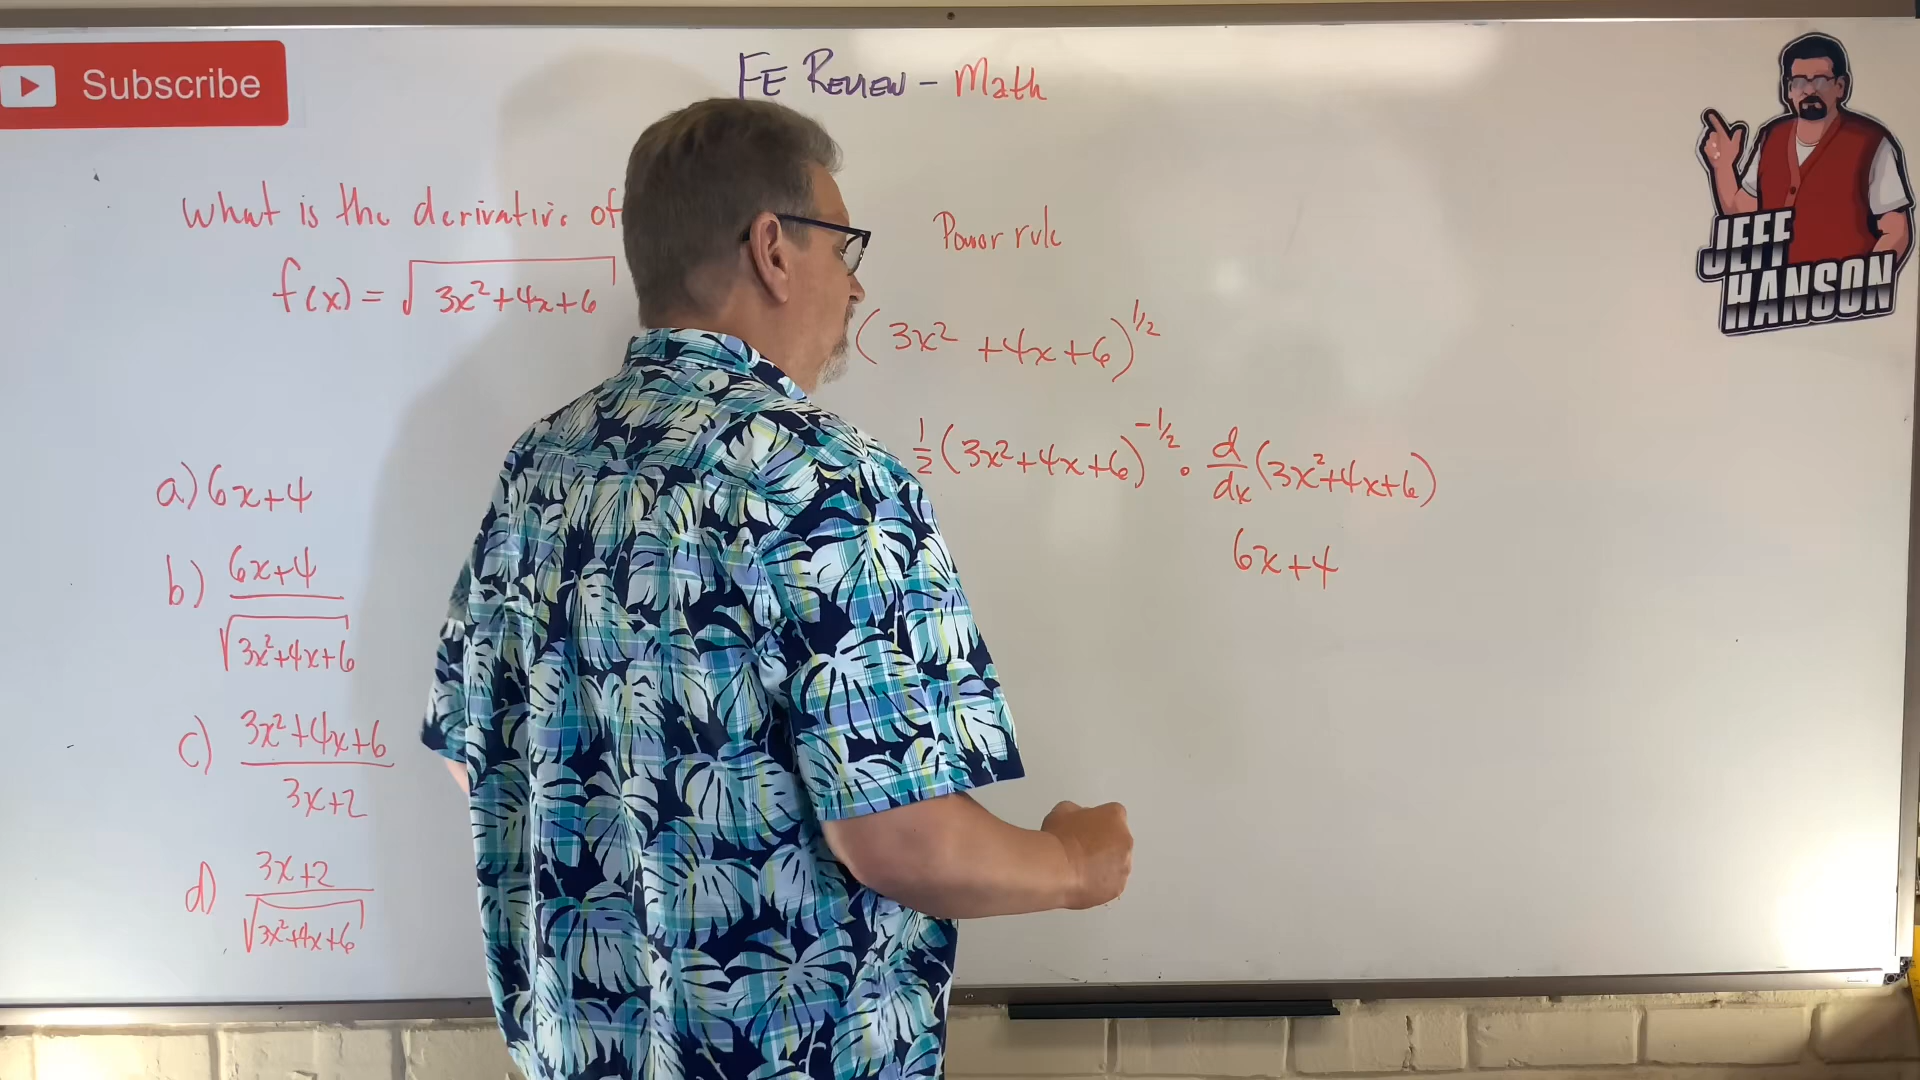 Subscribe
FE Review - Math
What is the derivative of
f(x) = √3x²+4x+6
a) 6x+4
b) 6x+4
√3x²+4x+6
c) 3x²+4x+6
3x+2
d) 3x+2
√3x²+4x+6
Power rule
(3x² +4x+6)^1/2
1/2 (3x²+4x+6)^-1/2 • d/dx (3x²+4x+6)
6x+4
JEFF
HANSON